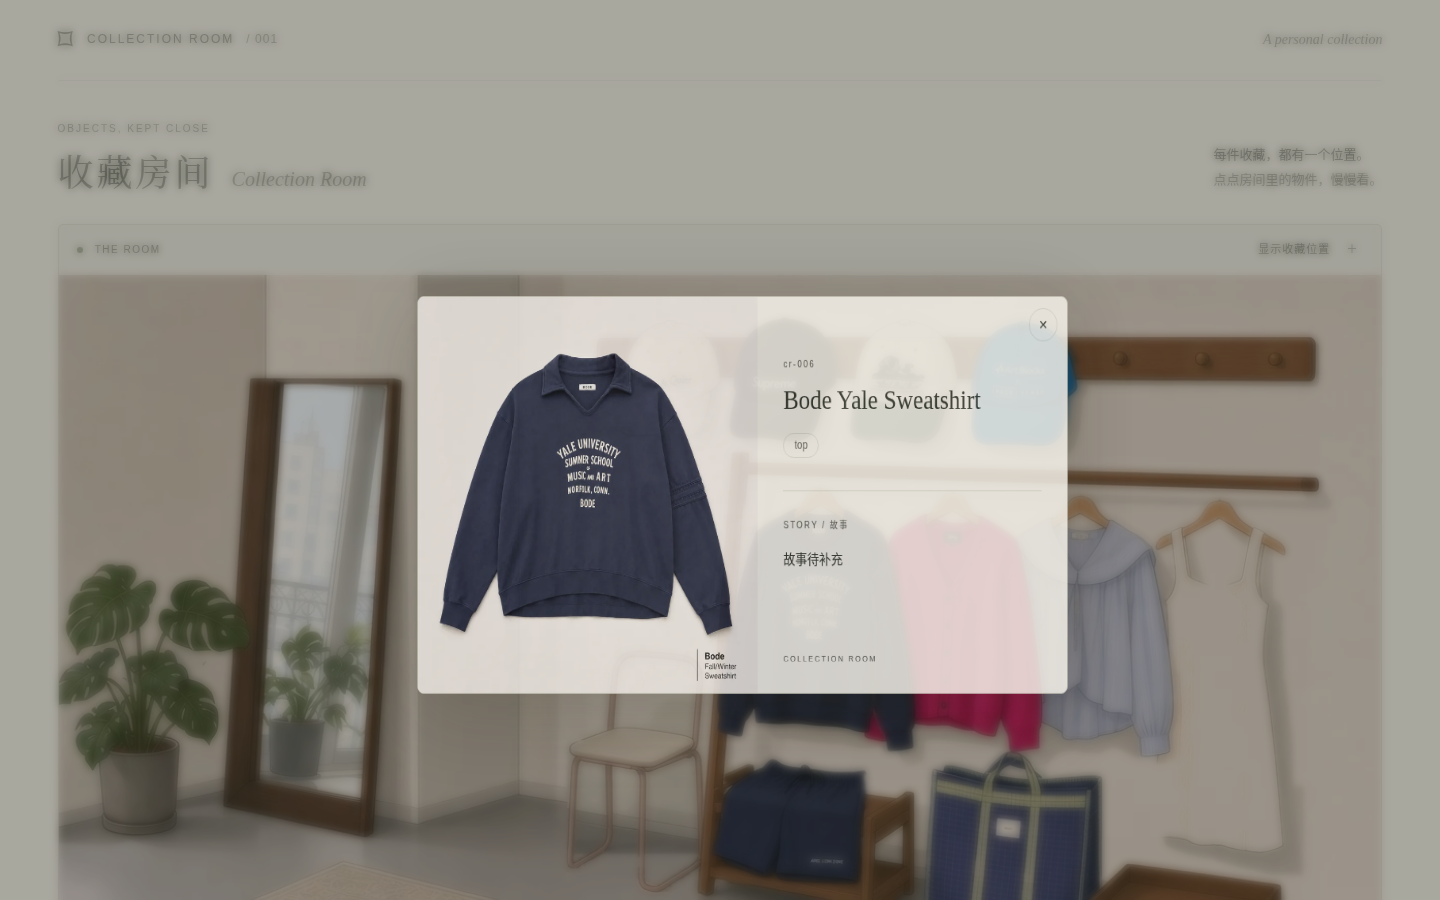 COLLECTION ROOM / 001
A personal collection
OBJECTS, KEPT CLOSE
收藏房间 Collection Room
每件收藏，都有一个位置。
点点房间里的物件，慢慢看。
THE ROOM
显示收藏位置 +
BODE
YALE UNIVERSITY
SUMMER SCHOOL
OF
MUSIC AND ART
NORFOLK, CONN.
BODE
Bode
Fall/Winter
Sweatshirt
x
cr-006
Bode Yale Sweatshirt
top
STORY / 故事
故事待补充
COLLECTION ROOM